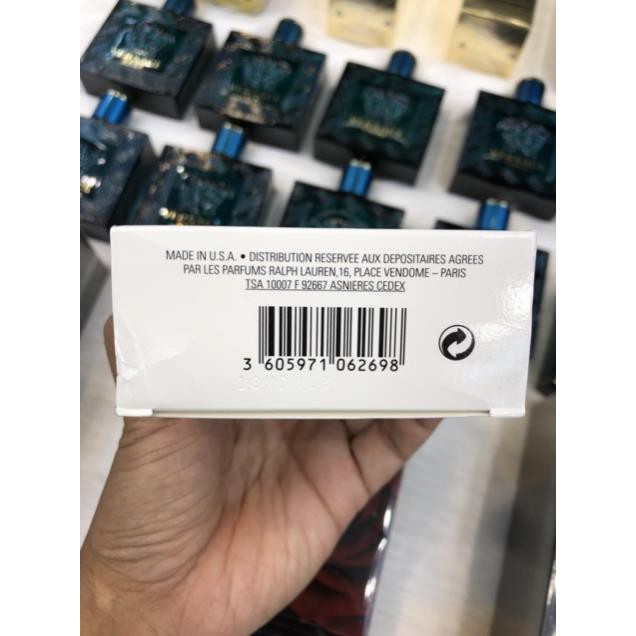 MADE IN U.S.A. • DISTRIBUTION RESERVEE AUX DEPOSITAIRES AGREES
PAR LES PARFUMS RALPH LAUREN,16, PLACE VENDOME – PARIS
TSA 10007 F 92667 ASNIERES CEDEX
3 605971 062698